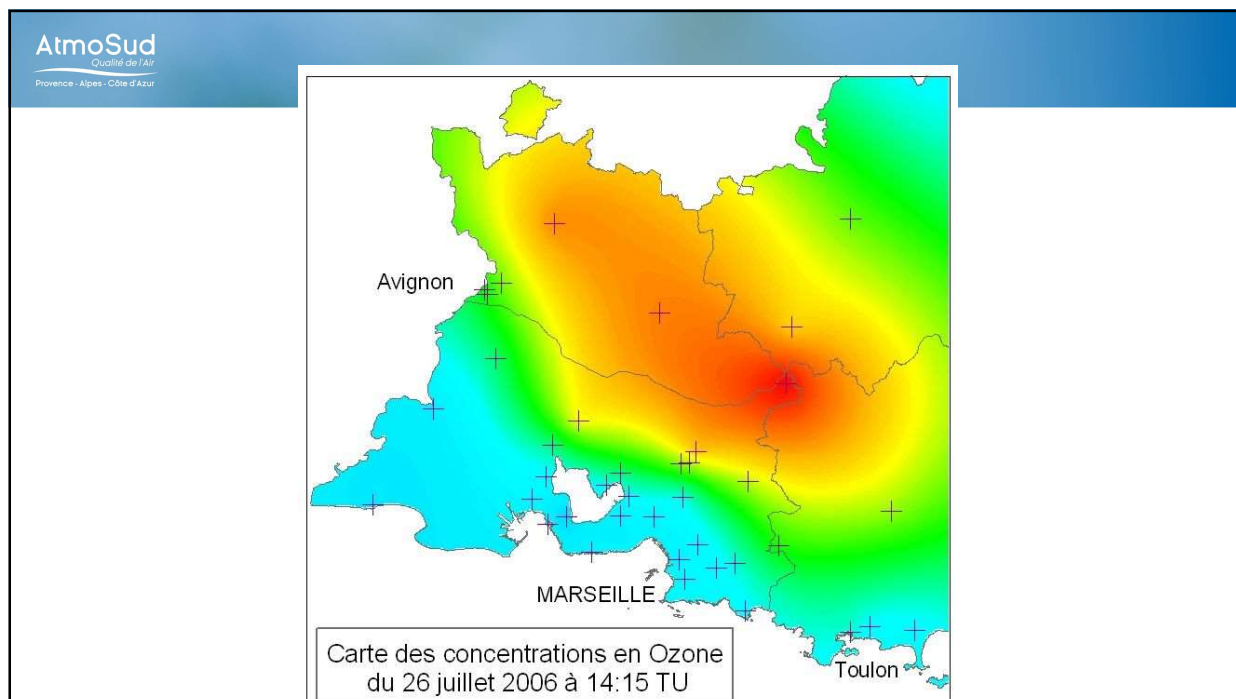 AtmoSud
Qualité de l'Air
Provence - Alpes - Côte d'Azur
Avignon
MARSEILLE
Toulon
Carte des concentrations en Ozone
du 26 juillet 2006 à 14:15 TU